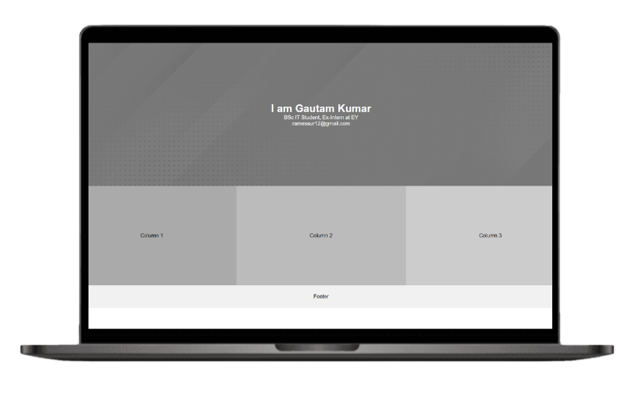 I am Gautam Kumar
BSc IT Student, Ex-Intern at EY
ramessur12@gmail.com
Column 1
Column 2
Column 3
Footer